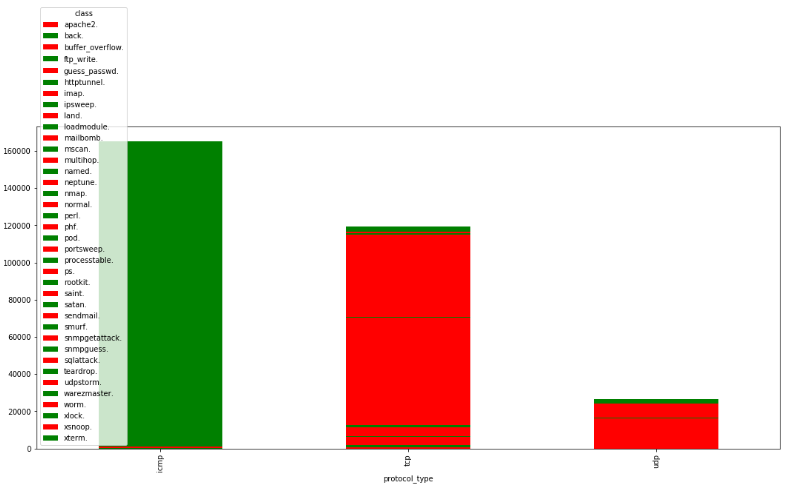 class
apache2.
back.
buffer_overflow.
ftp_write.
guess_passwd.
httptunnel.
imap.
ipsweep.
land.
loadmodule.
mailbomb.
mscan.
multihop.
named.
neptune.
nmap.
normal.
perl.
phf.
pod.
portsweep.
processtable.
ps.
rootkit.
saint.
satan.
sendmail.
smurf.
snmpgetattack.
snmpguess.
sqlattack.
teardrop.
udpstorm.
warezmaster.
worm.
xlock.
xsnoop.
xterm.
160000
140000
120000
100000
80000
60000
40000
20000
0
icmp
tcp
udp
protocol_type